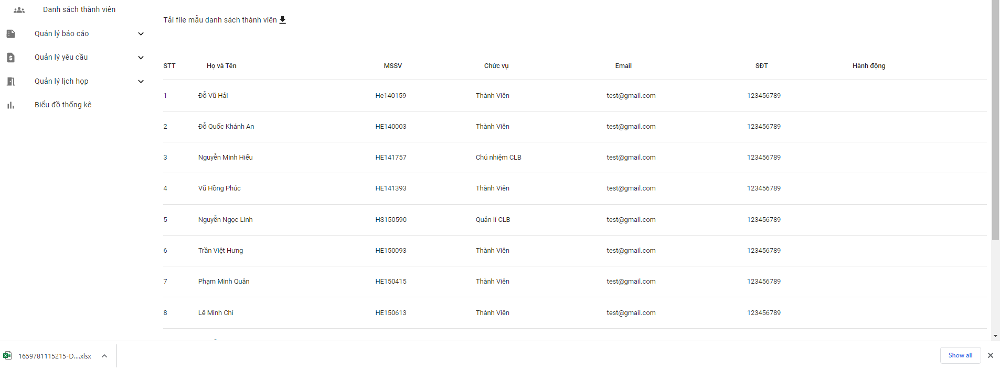 Danh sách thành viên
Quản lý báo cáo
Quản lý yêu cầu
Quản lý lịch họp
Biểu đồ thống kê
Tải file mẫu danh sách thành viên
STT Họ và Tên MSSV Chức vụ Email SĐT Hành động
1 Đỗ Vũ Hải He140159 Thành Viên test@gmail.com 123456789
2 Đỗ Quốc Khánh An HE140003 Thành Viên test@gmail.com 123456789
3 Nguyễn Minh Hiếu HE141757 Chủ nhiệm CLB test@gmail.com 123456789
4 Vũ Hồng Phúc HE141393 Thành Viên test@gmail.com 123456789
5 Nguyễn Ngọc Linh HS150590 Quản lí CLB test@gmail.com 123456789
6 Trần Việt Hưng HE150093 Thành Viên test@gmail.com 123456789
7 Phạm Minh Quân HE150415 Thành Viên test@gmail.com 123456789
8 Lê Minh Chí HE150613 Thành Viên test@gmail.com 123456789
1659781115215-D....xlsx
Show all